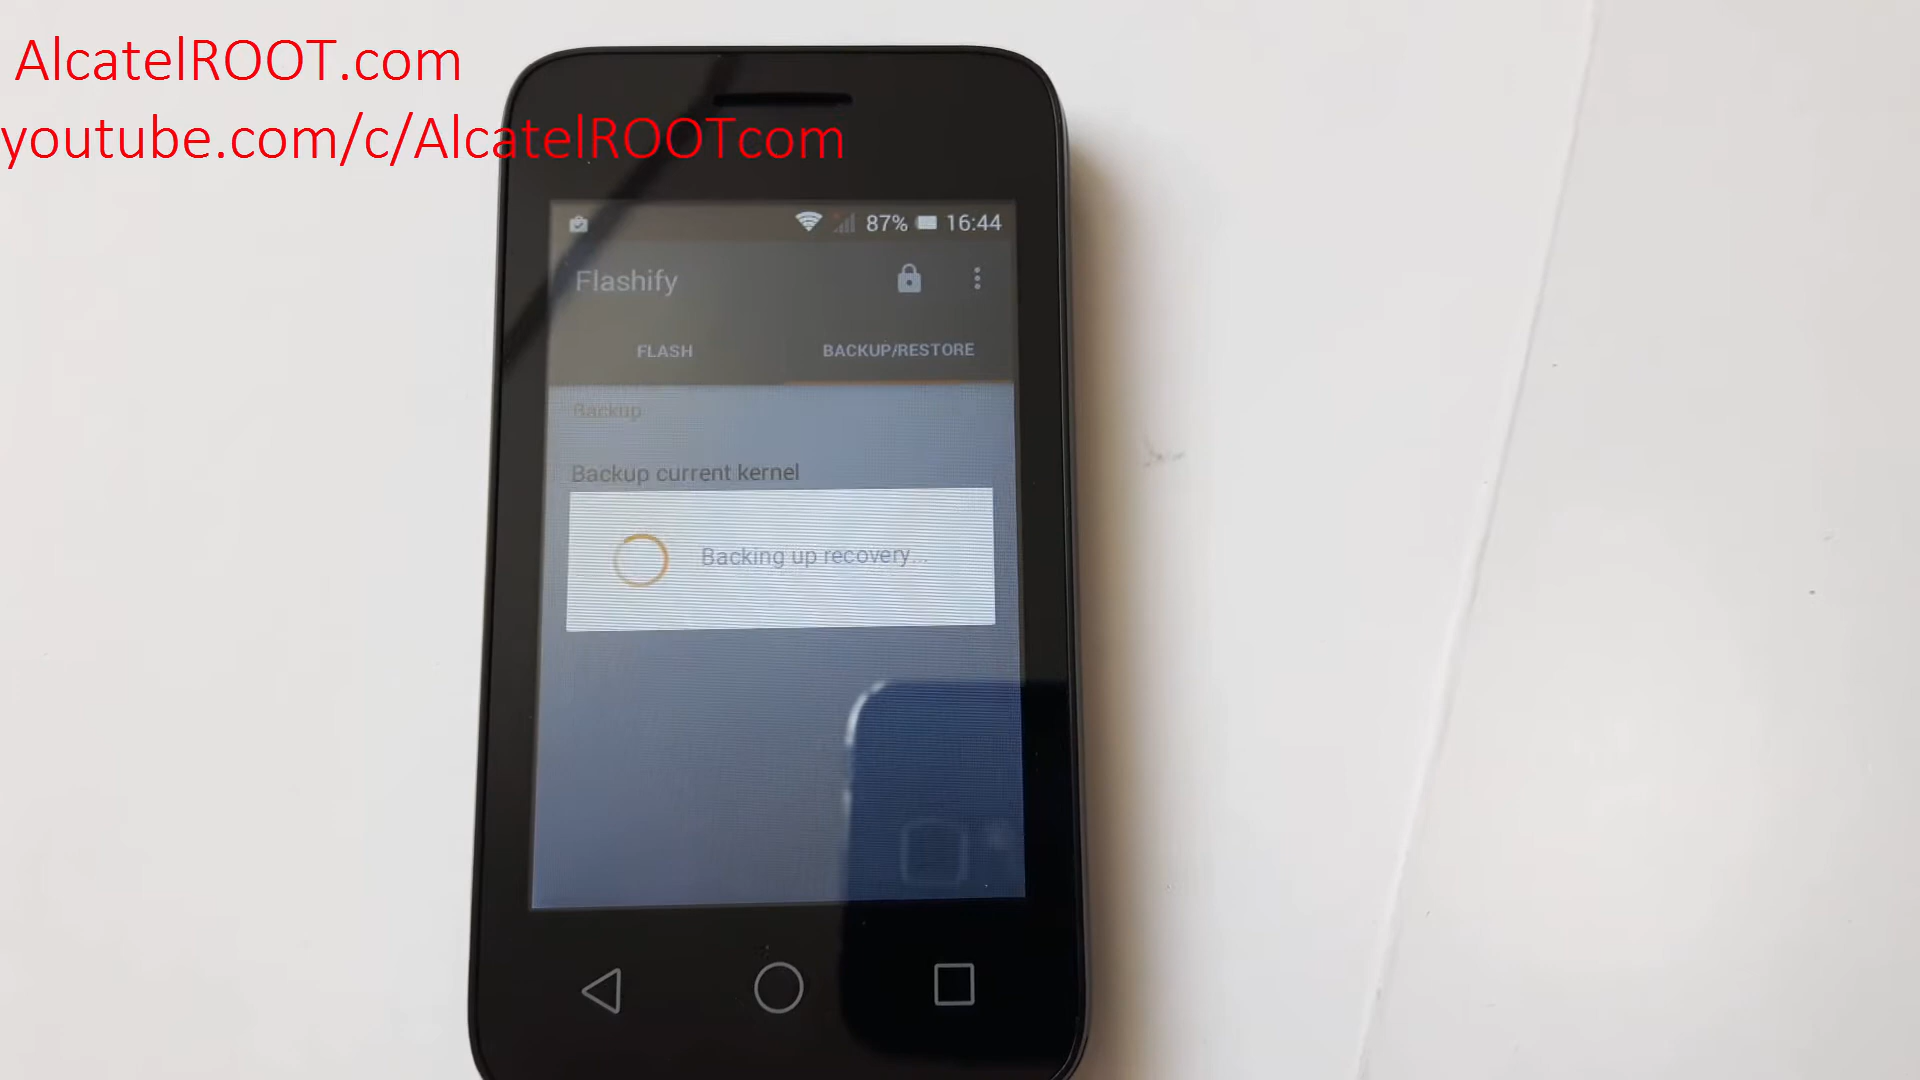 AlcatelROOT.com
youtube.com/c/AlcatelROOTcom
87% 16:44
Flashify
FLASH BACKUP/RESTORE
Backup
Backup current kernel
Backing up recovery...